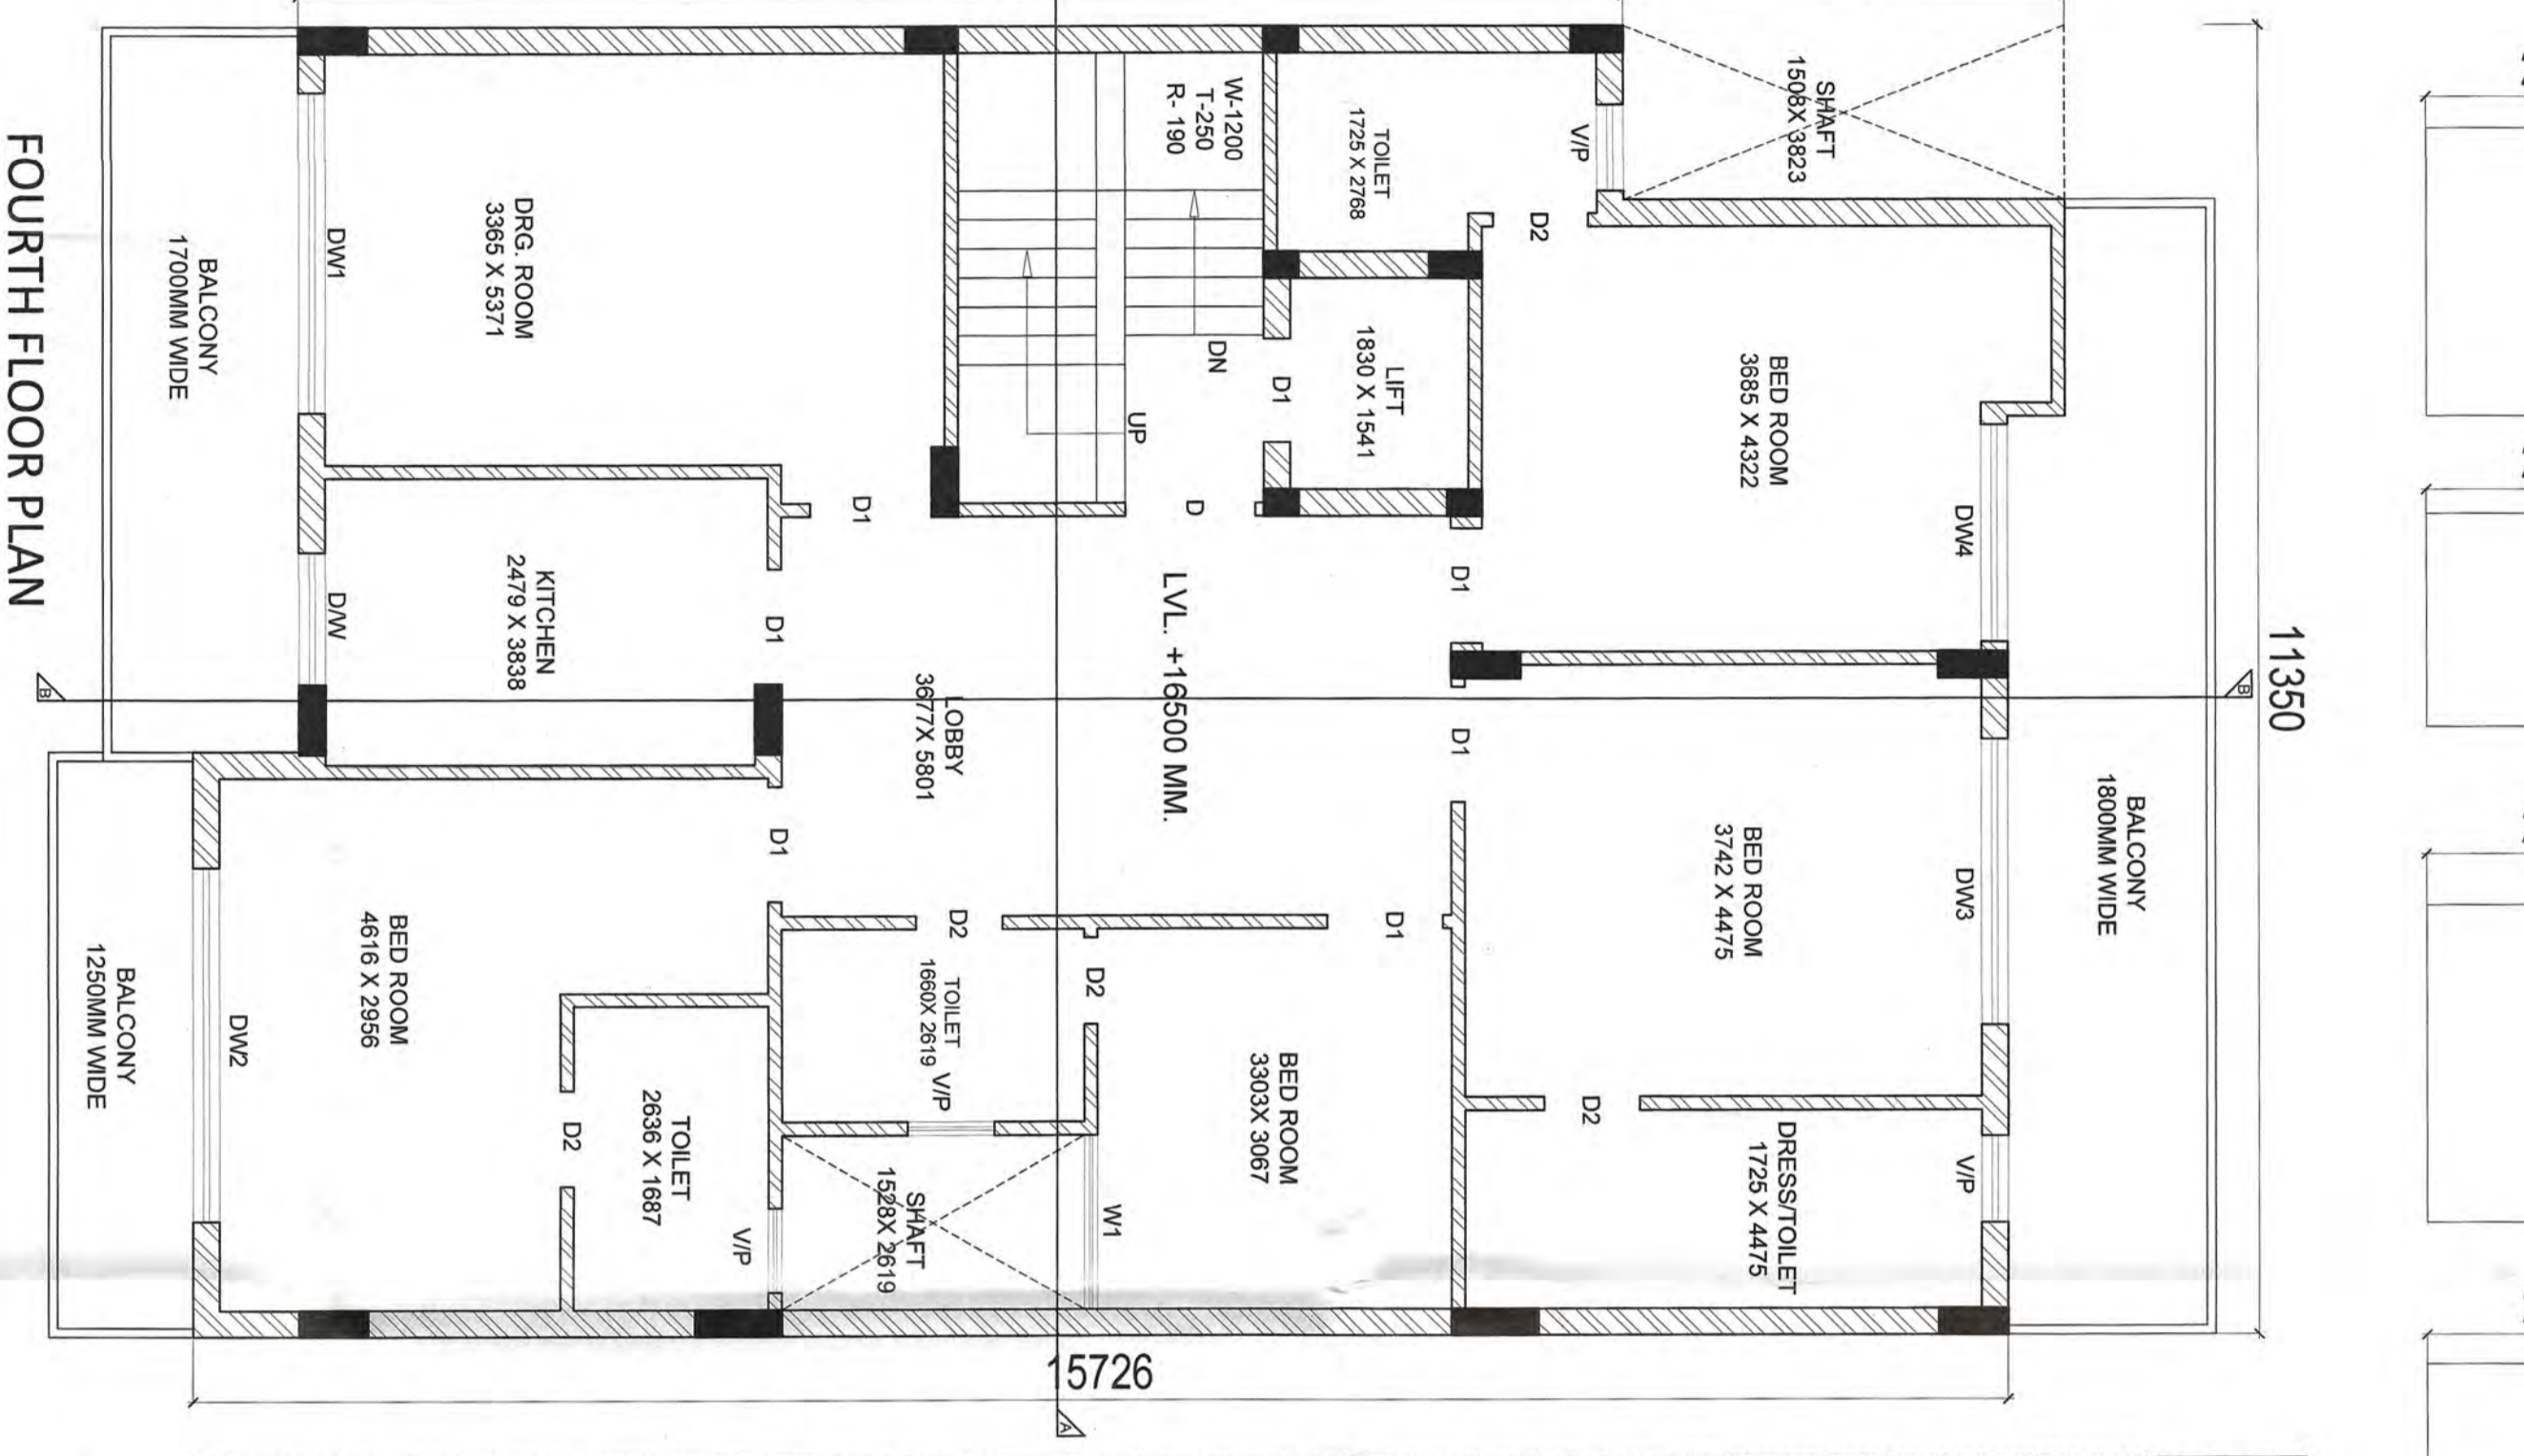 SHAFT
1508X 3823
TOILET
1725 X 2768
V/P
D2
W-1200
T-250
R- 190
DN
UP
D1
LIFT
1830 X 1541
D
BED ROOM
3685 X 4322
DW4
D1
DRG. ROOM
3365 X 5371
DW1
BALCONY
1700MM WIDE
D1
KITCHEN
2479 X 3838
D/W
D1
LVL. +16500 MM.
LOBBY
3677X 5801
D1
BED ROOM
3742 X 4475
DW3
BALCONY
1800MM WIDE
D1
D2
DRESS/TOILET
1725 X 4475
V/P
D1
BED ROOM
4616 X 2956
DW2
BALCONY
1250MM WIDE
D2
TOILET
2636 X 1687
V/P
D2
TOILET
1660X 2619
V/P
D2
SHAFT
1528X 2619
BED ROOM
3303X 3067
W1
11350
15726
A
B
B
FOURTH FLOOR PLAN